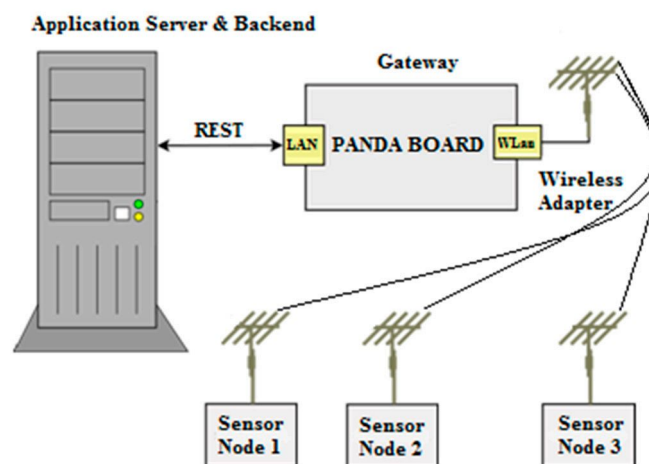 Application Server & Backend
Gateway
REST
LAN
PANDA BOARD
WLan
Wireless
Adapter
Sensor
Node 1
Sensor
Node 2
Sensor
Node 3